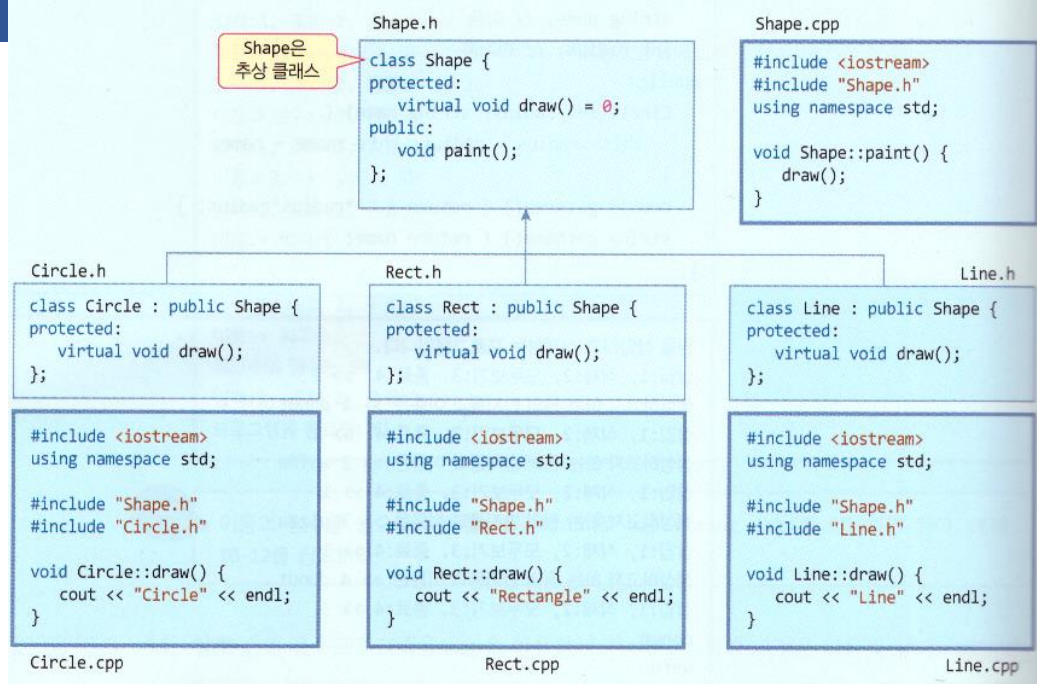 Shape.h
Shape은
추상 클래스
class Shape {
protected:
virtual void draw() = 0;
public:
void paint();
};
Shape.cpp
#include <iostream>
#include "Shape.h"
using namespace std;
void Shape::paint() {
draw();
}
Circle.h
class Circle : public Shape {
protected:
virtual void draw();
};
#include <iostream>
using namespace std;
#include "Shape.h"
#include "Circle.h"
void Circle::draw() {
cout << "Circle" << endl;
}
Circle.cpp
Rect.h
class Rect : public Shape {
protected:
virtual void draw();
};
#include <iostream>
using namespace std;
#include "Shape.h"
#include "Rect.h"
void Rect::draw() {
cout << "Rectangle" << endl;
}
Rect.cpp
Line.h
class Line : public Shape {
protected:
virtual void draw();
};
#include <iostream>
using namespace std;
#include "Shape.h"
#include "Line.h"
void Line::draw() {
cout << "Line" << endl;
}
Line.cpp